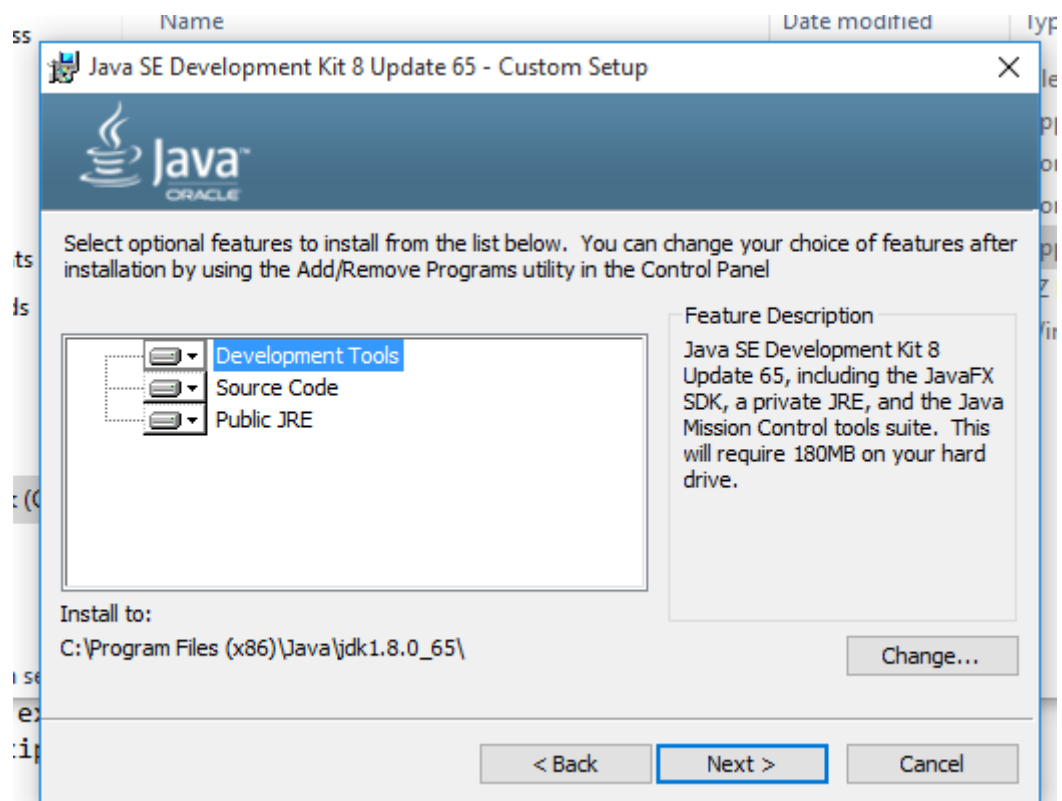 Name Date modified Typ
ss
Java SE Development Kit 8 Update 65 - Custom Setup
Java™
ORACLE
Select optional features to install from the list below. You can change your choice of features after
installation by using the Add/Remove Programs utility in the Control Panel
ts
ds
Development Tools
Source Code
Public JRE
Feature Description
Java SE Development Kit 8
Update 65, including the JavaFX
SDK, a private JRE, and the Java
Mission Control tools suite. This
will require 180MB on your hard
drive.
Install to:
C:\Program Files (x86)\Java\jdk1.8.0_65\
Change...
< Back Next > Cancel